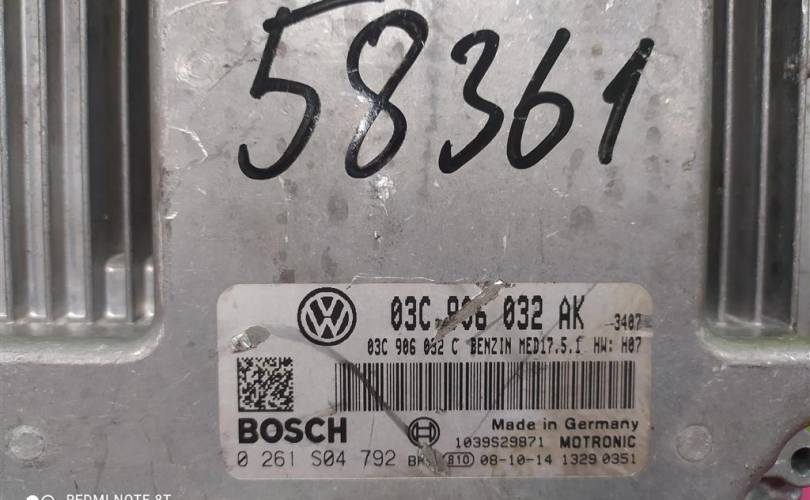 58361
03C 906 032 AK -3407
03C 906 032 C BENZIN MED17.5.1 HW: H07
BOSCH
Made in Germany
1039S29871 MOTRONIC
0 261 S04 792 810 08-10-14 1329 0351
REDMI NOTE 8T